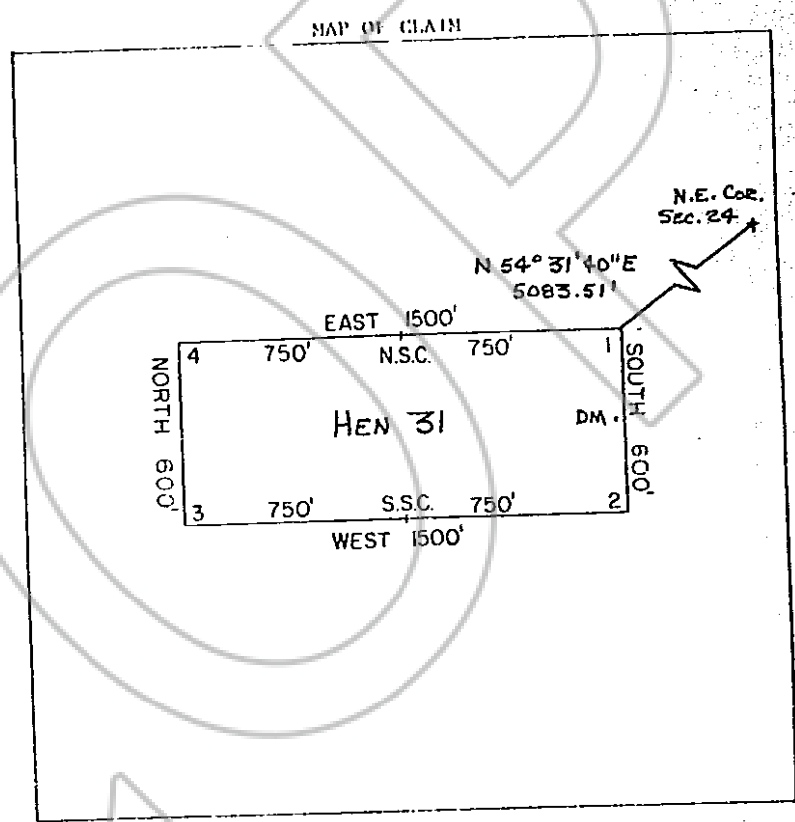 MAP OF CLAIM
N.E. COR.
SEC. 24
N 54° 31' 40" E
5083.51'
EAST 1500'
4 750' N.S.C. 750' 1
NORTH 600'
HEN 31
DM .
SOUTH 600'
3 750' S.S.C. 750' 2
WEST 1500'